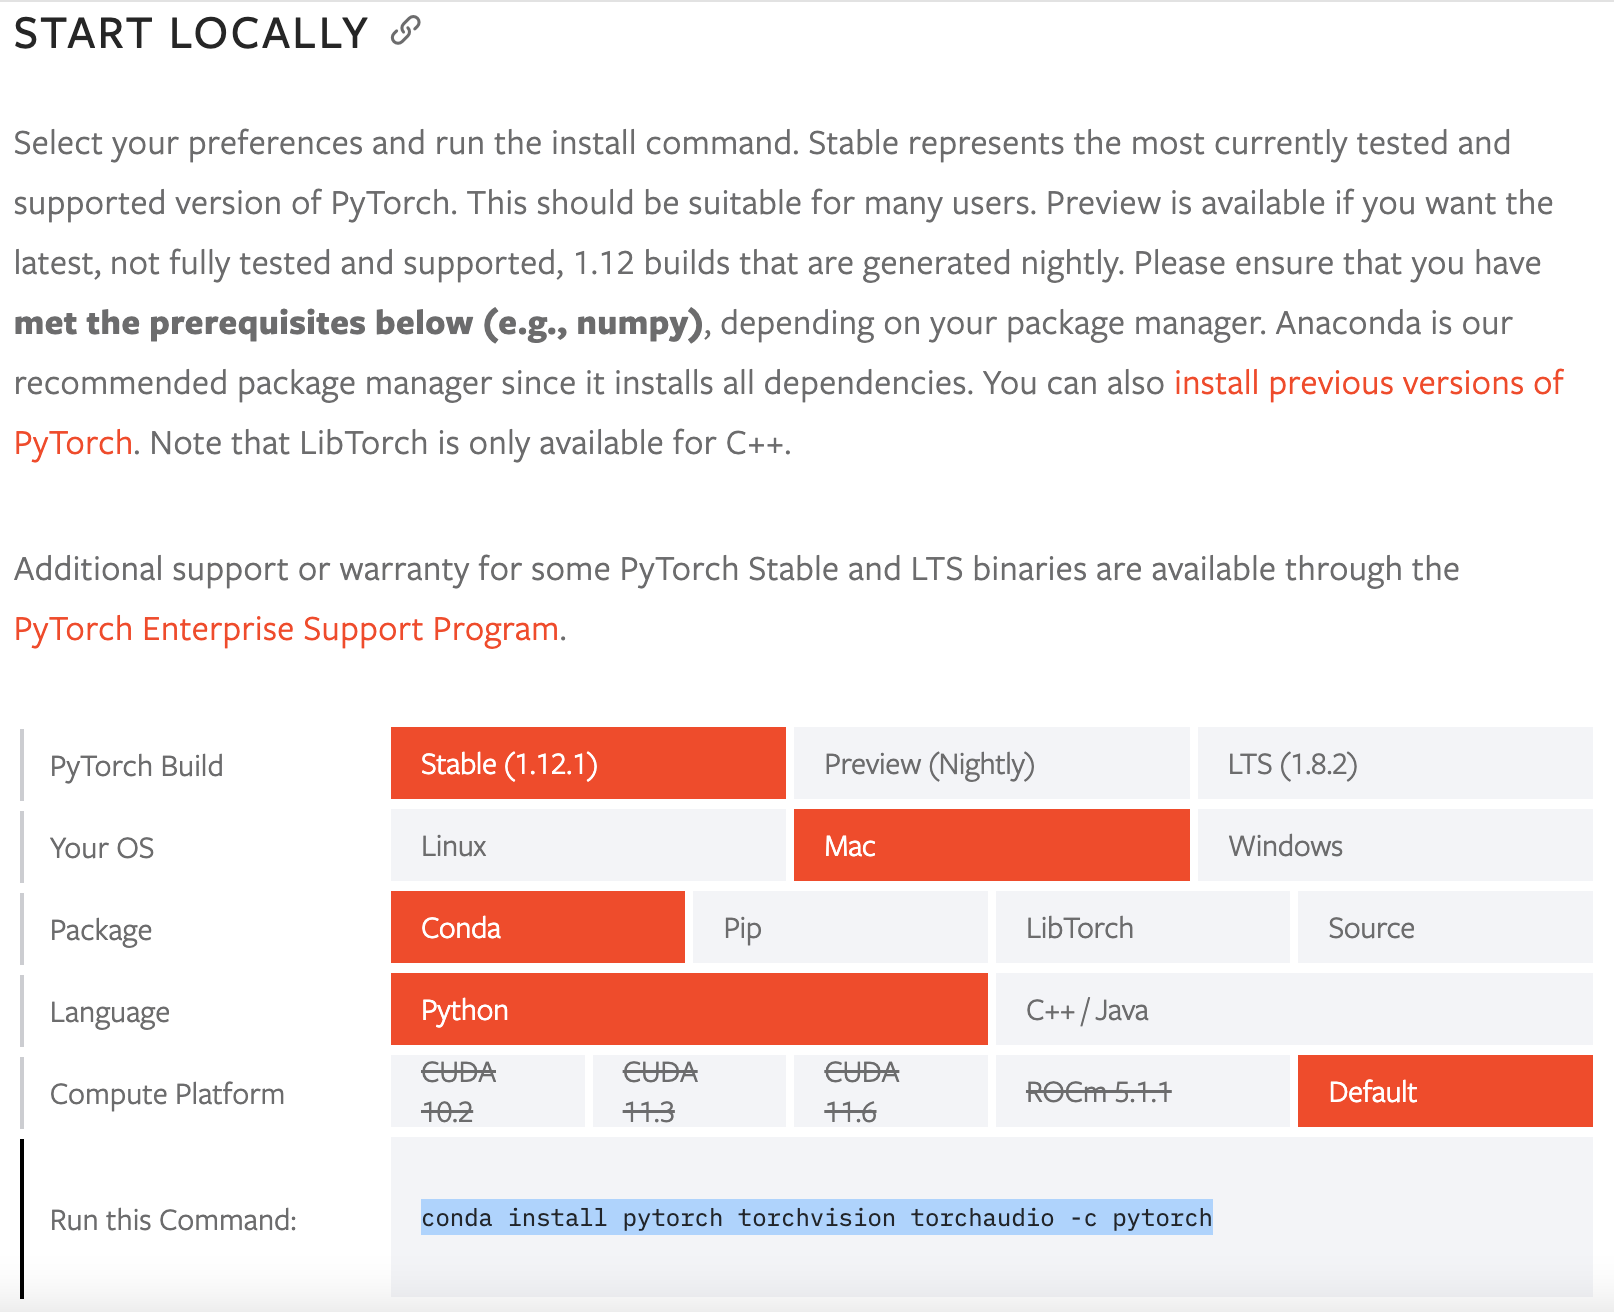 START LOCALLY
Select your preferences and run the install command. Stable represents the most currently tested and
supported version of PyTorch. This should be suitable for many users. Preview is available if you want the
latest, not fully tested and supported, 1.12 builds that are generated nightly. Please ensure that you have
met the prerequisites below (e.g., numpy), depending on your package manager. Anaconda is our
recommended package manager since it installs all dependencies. You can also install previous versions of
PyTorch. Note that LibTorch is only available for C++.
Additional support or warranty for some PyTorch Stable and LTS binaries are available through the
PyTorch Enterprise Support Program.
PyTorch Build Stable (1.12.1) Preview (Nightly) LTS (1.8.2)
Your OS Linux Mac Windows
Package Conda Pip LibTorch Source
Language Python C++ / Java
Compute Platform CUDA 10.2 CUDA 11.3 CUDA 11.6 ROCm 5.1.1 Default
Run this Command: conda install pytorch torchvision torchaudio -c pytorch